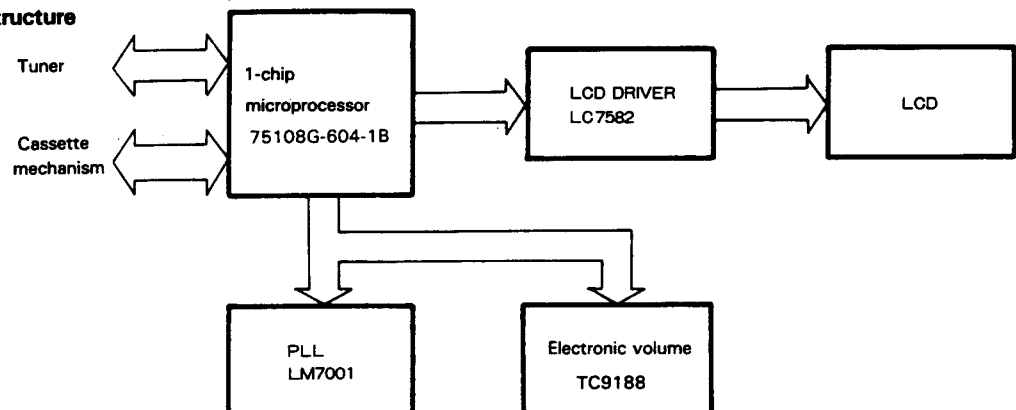 tructure
Tuner
Cassette
mechanism
1-chip
microprocessor
75108G-604-1B
LCD DRIVER
LC7582
LCD
PLL
LM7001
Electronic volume
TC9188